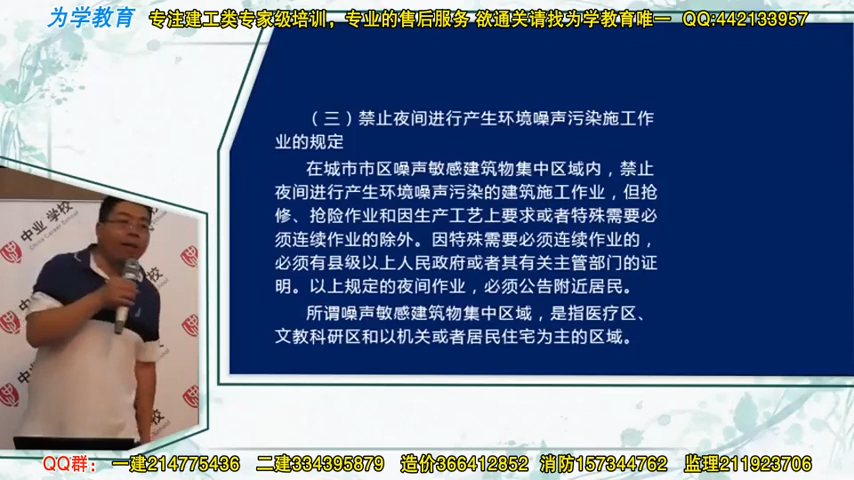 为学教育 专注建工类专家级培训，专业的售后服务 欲通关请找为学教育唯一 QQ:442133957
（三）禁止夜间进行产生环境噪声污染施工作
业的规定
在城市市区噪声敏感建筑物集中区域内，禁止
夜间进行产生环境噪声污染的建筑施工作业，但抢
修、抢险作业和因生产工艺上要求或者特殊需要必
须连续作业的除外。因特殊需要必须连续作业的，
必须有县级以上人民政府或者其有关主管部门的证
明。以上规定的夜间作业，必须公告附近居民。
所谓噪声敏感建筑物集中区域，是指医疗区、
文教科研区和以机关或者居民住宅为主的区域。
中业 学校
中业 学校
QQ群： 一建214775436 二建334395879 造价366412852 消防157344762 监理211923706